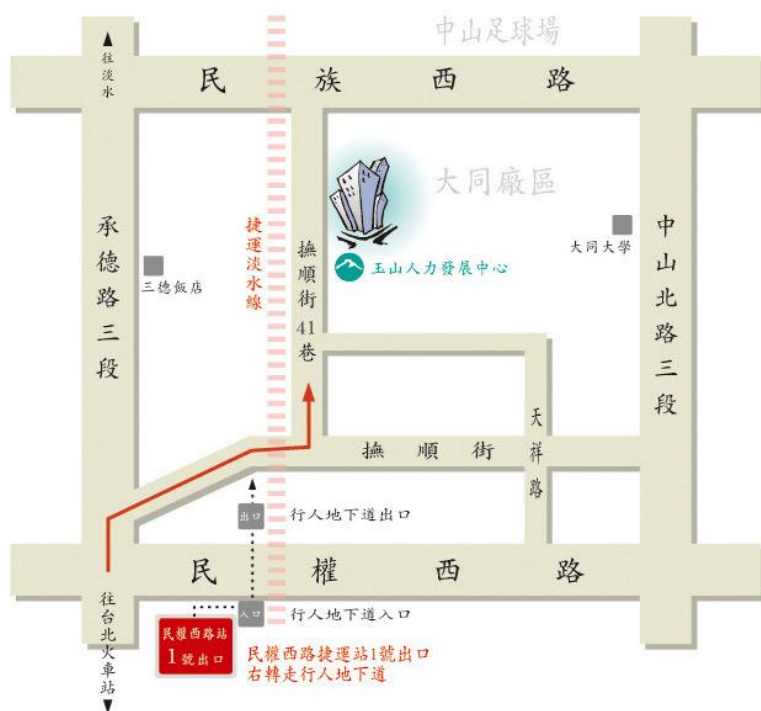 中山足球場
往淡水
民族西路
大同廠區
承德路三段
捷運淡水線
撫順街41巷
中山北路三段
大同大學
三德飯店
玉山人力發展中心
天祥路
撫順街
出口
行人地下道出口
民權西路
往台北火車站
入口
行人地下道入口
民權西路站
1號出口
民權西路捷運站1號出口
右轉走行人地下道